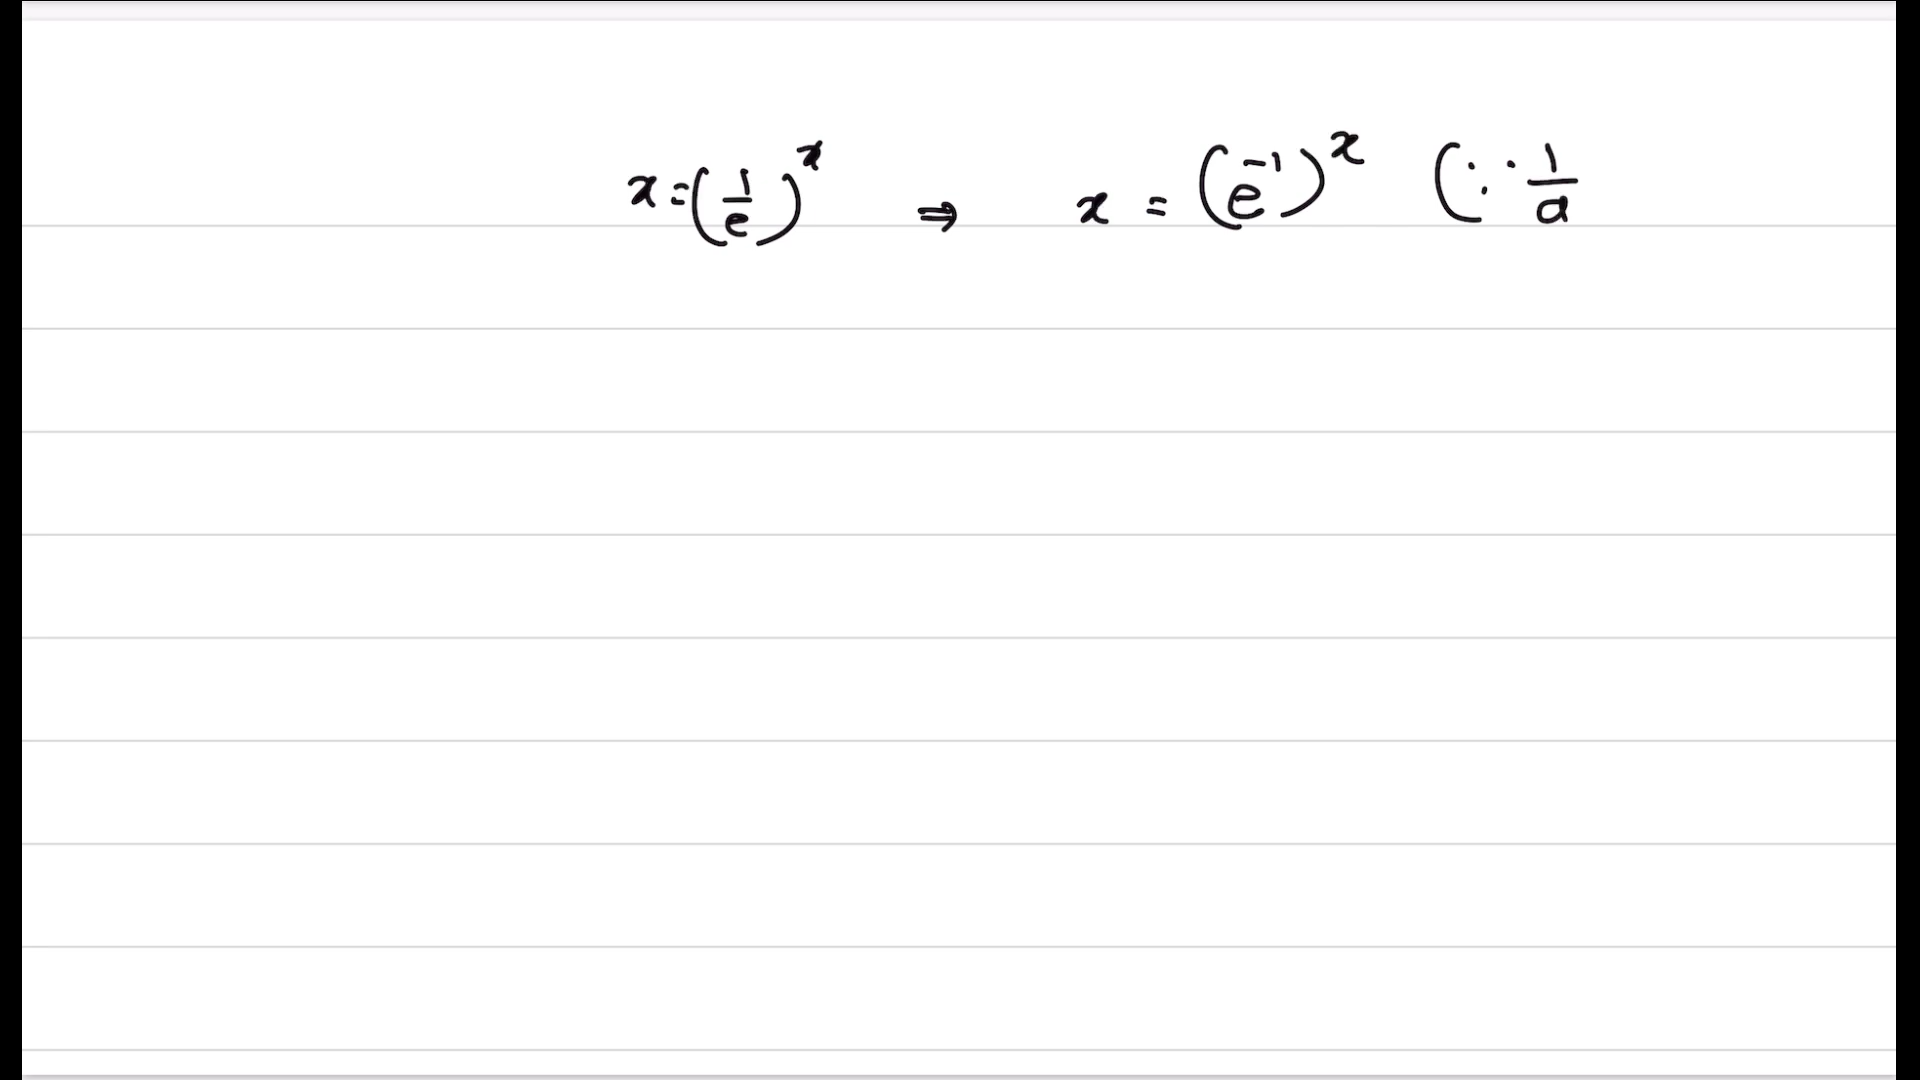 x = (1/e)^x ⇒ x = (e^-1)^x (∵ 1/a